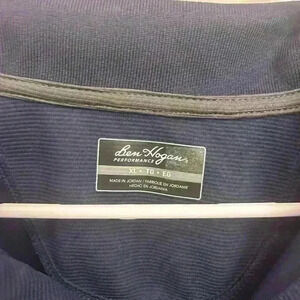 Ben Hogan
PERFORMANCE
XL • TG • EG
MADE IN JORDAN / FABRIQUÉ EN JORDANIE
HECHO EN JORDANIA